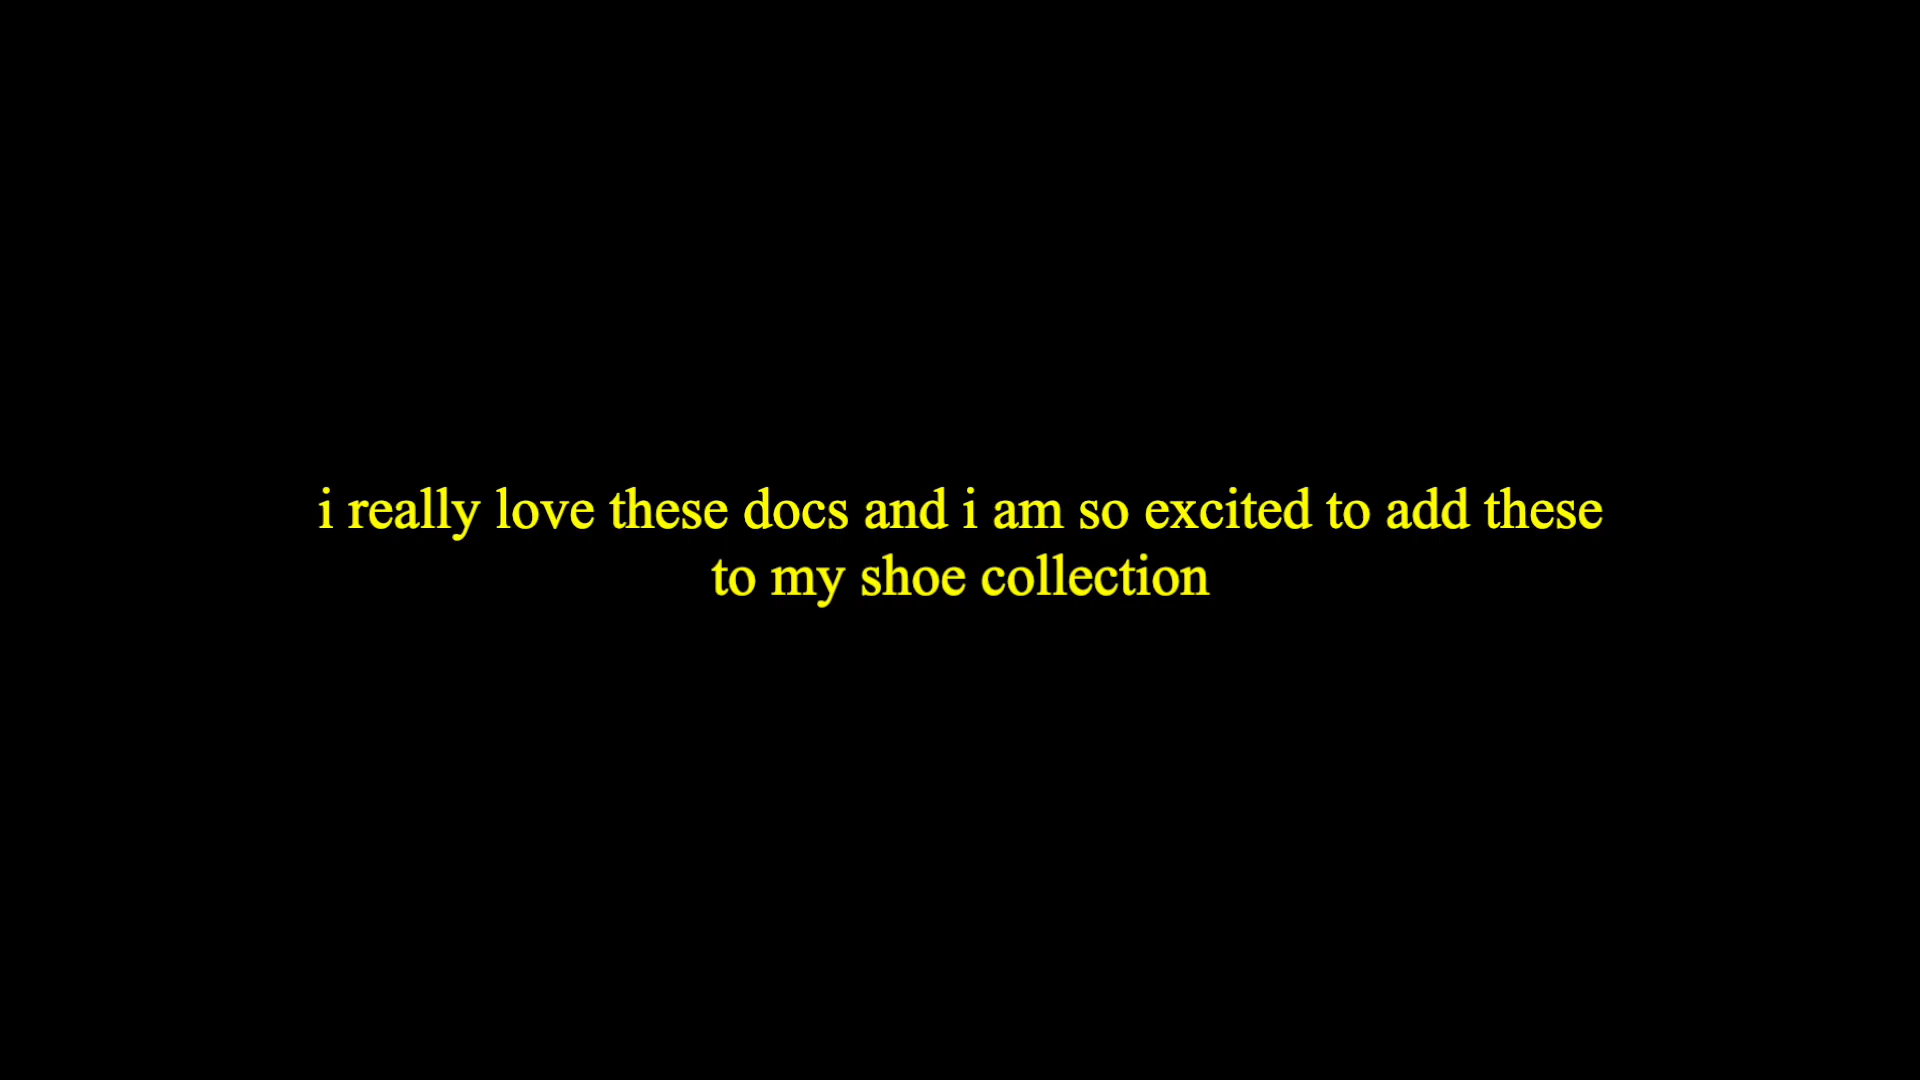 i really love these docs and i am so excited to add these
to my shoe collection